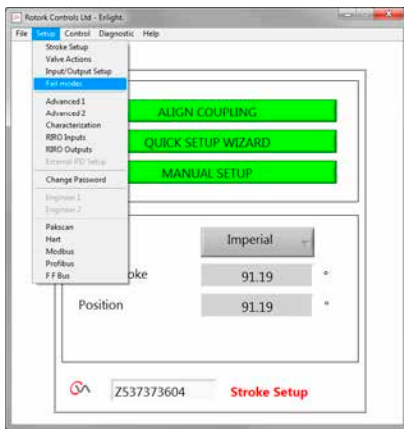 Rotork Controls Ltd - Enlight.
File Setup Control Diagnostic Help
Stroke Setup
Valve Actions
Input/Output Setup
Fail modes
Advanced 1
Advanced 2
Characterization
RIRO Inputs
RIRO Outputs
External PID Setup
Change Password
Engineer 1
Engineer 2
Pakscan
Hart
Modbus
Profibus
F F Bus
ALIGN COUPLING
QUICK SETUP WIZARD
MANUAL SETUP
Imperial
oke 91.19 °
Position 91.19 °
Z537373604 Stroke Setup